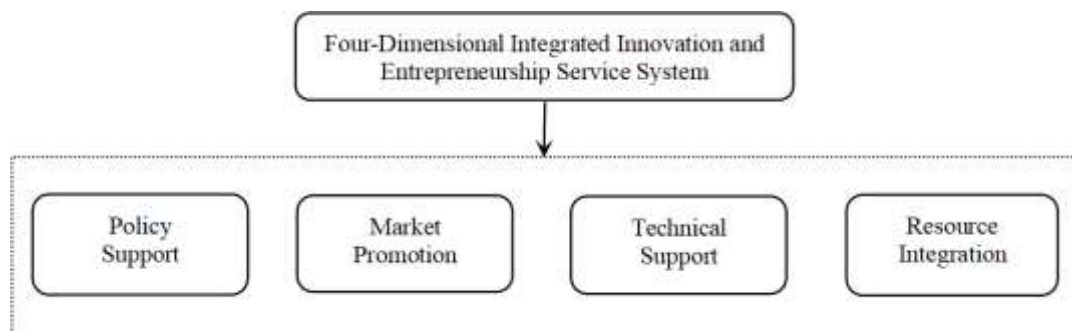 Four-Dimensional Integrated Innovation and
Entrepreneurship Service System
Policy
Support
Market
Promotion
Technical
Support
Resource
Integration